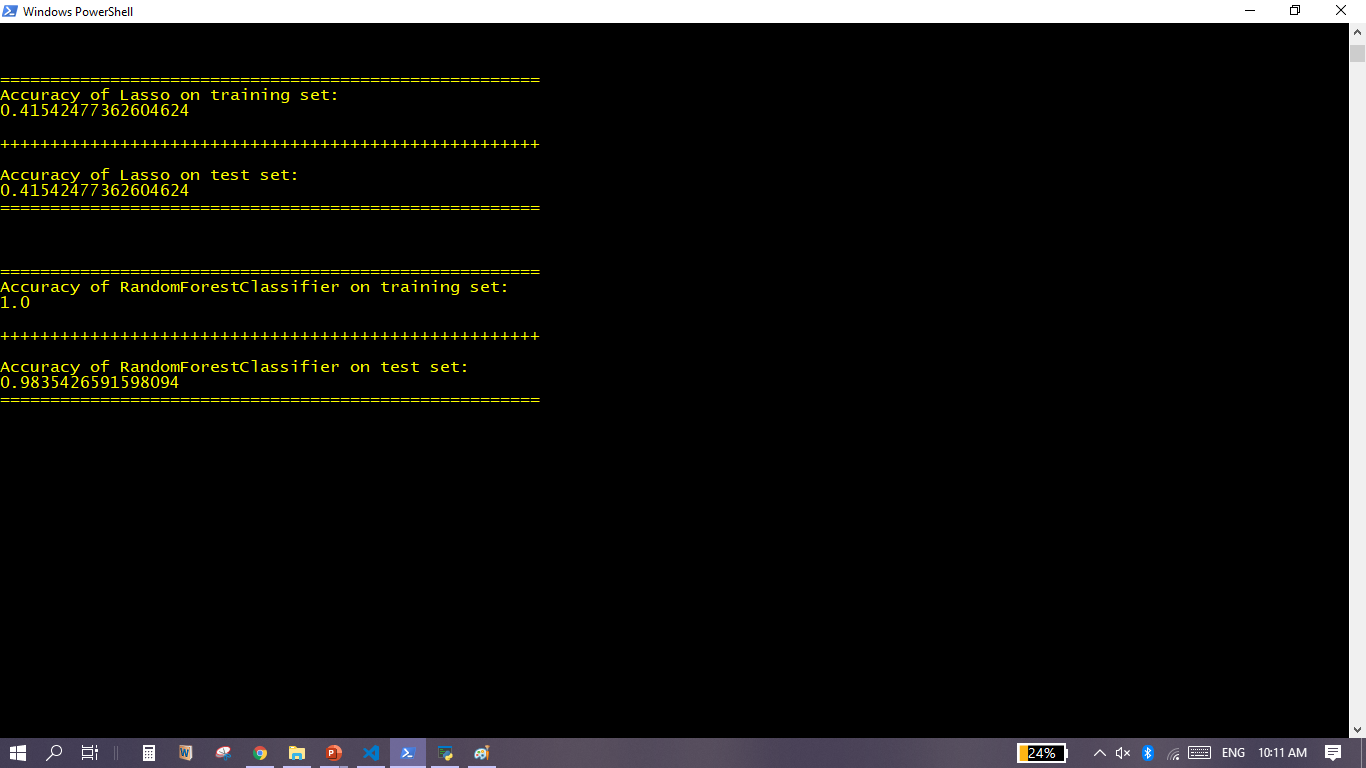 Windows PowerShell
======================================================
Accuracy of Lasso on training set:
0.41542477362604624
++++++++++++++++++++++++++++++++++++++++++++++++++++++
Accuracy of Lasso on test set:
0.41542477362604624
======================================================
======================================================
Accuracy of RandomForestClassifier on training set:
1.0
++++++++++++++++++++++++++++++++++++++++++++++++++++++
Accuracy of RandomForestClassifier on test set:
0.9835426591598094
======================================================
24% ENG 10:11 AM